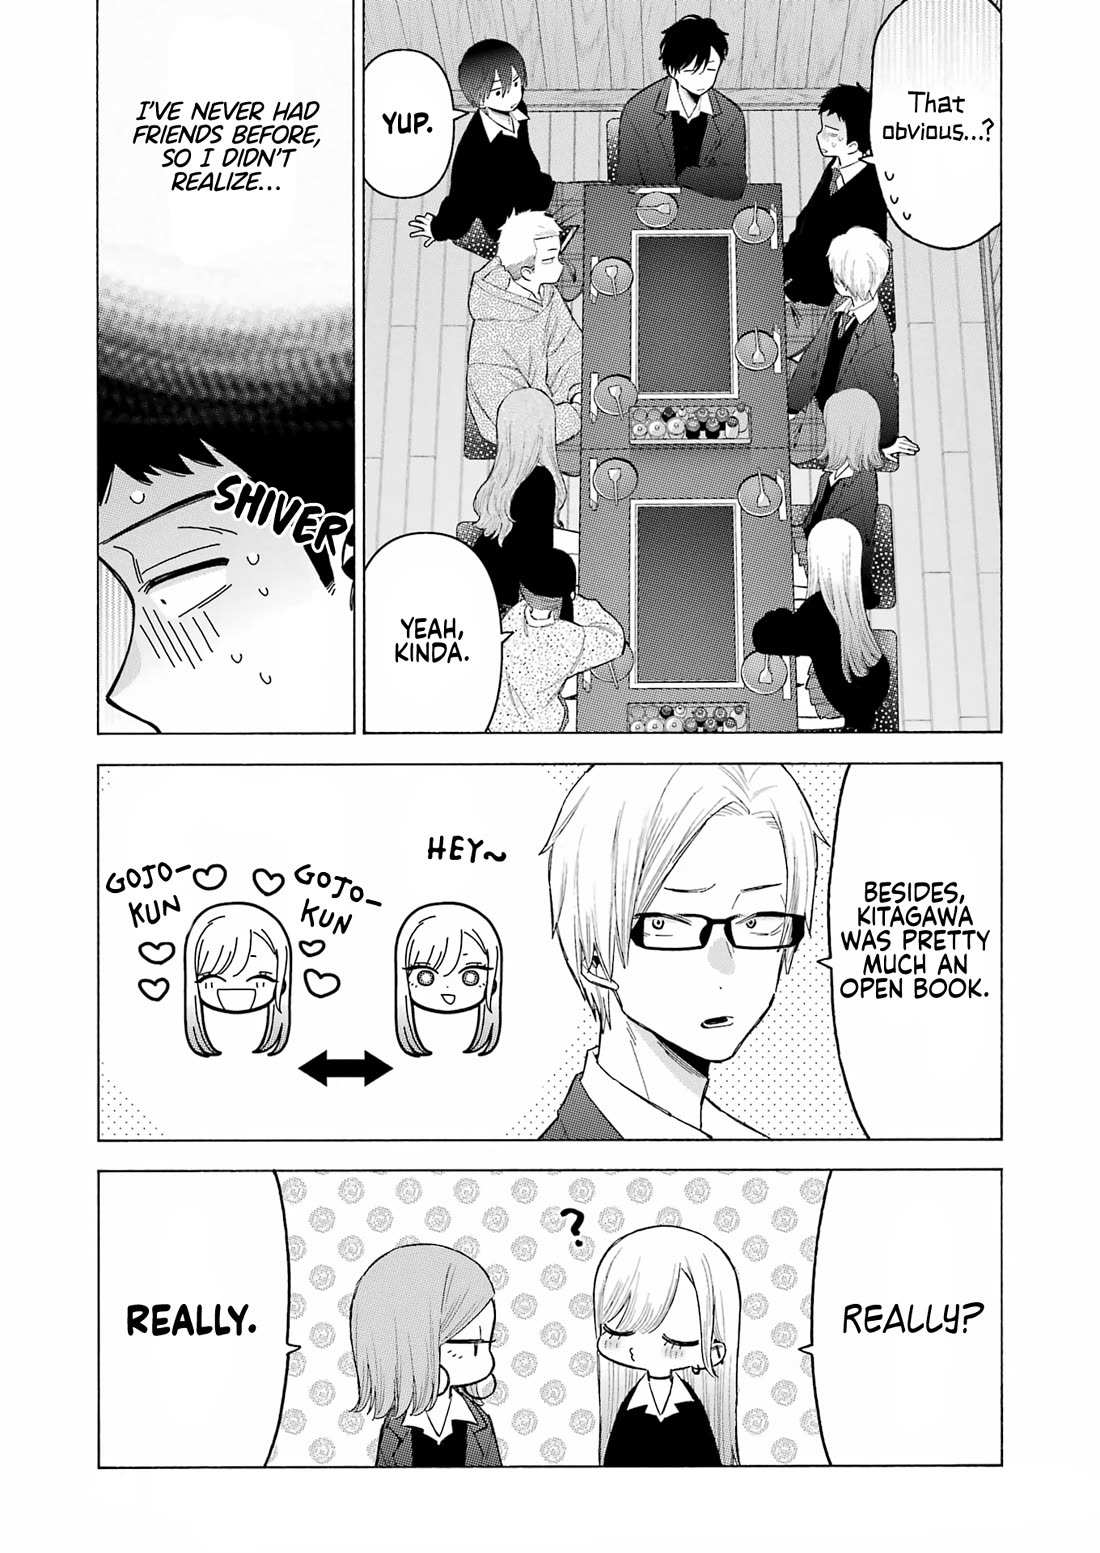 That
obvious...?
YUP.
YEAH,
KINDA.
I'VE NEVER HAD
FRIENDS BEFORE,
SO I DIDN'T
REALIZE...
SHIVER
BESIDES,
KITAGAWA
WAS PRETTY
MUCH AN
OPEN BOOK.
HEY~
GOJO-
KUN
GOJO-
KUN
REALLY?
?
REALLY.